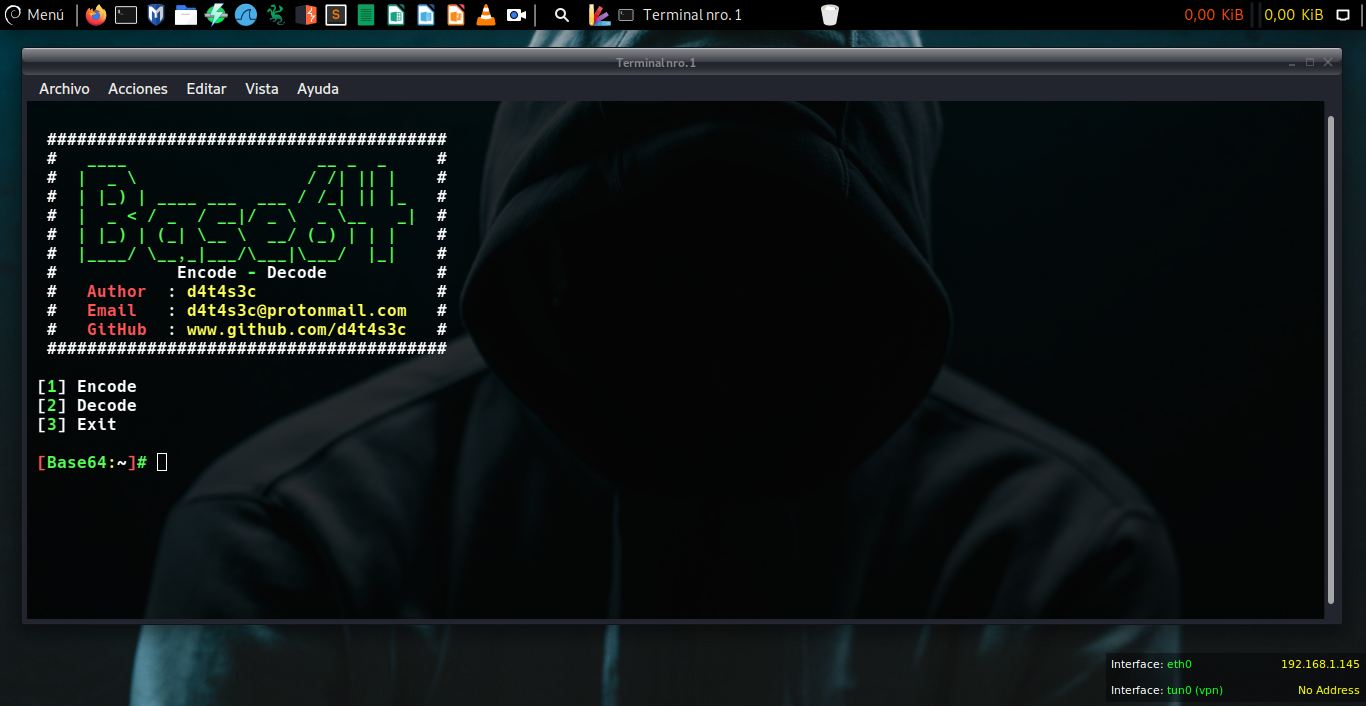 Menú
Terminal nro. 1
0,00 KiB
0,00 KiB
Terminal nro. 1
Archivo Acciones Editar Vista Ayuda
########################################
# ____ __ _ _ #
# | _ \ / /| || | #
# | |_) | ____ ___ ___ / /_| || |_ #
# | _ < / _ / __|/ _ \ _ \__ _| #
# | |_) | (_| \__ \ __/ (_) | | | #
# |____/ \__,_|___/\___|\___/ |_| #
# Encode - Decode #
# Author : d4t4s3c #
# Email : d4t4s3c@protonmail.com #
# GitHub : www.github.com/d4t4s3c #
########################################
[1] Encode
[2] Decode
[3] Exit
[Base64:~]#
Interface: eth0 192.168.1.145
Interface: tun0 (vpn) No Address